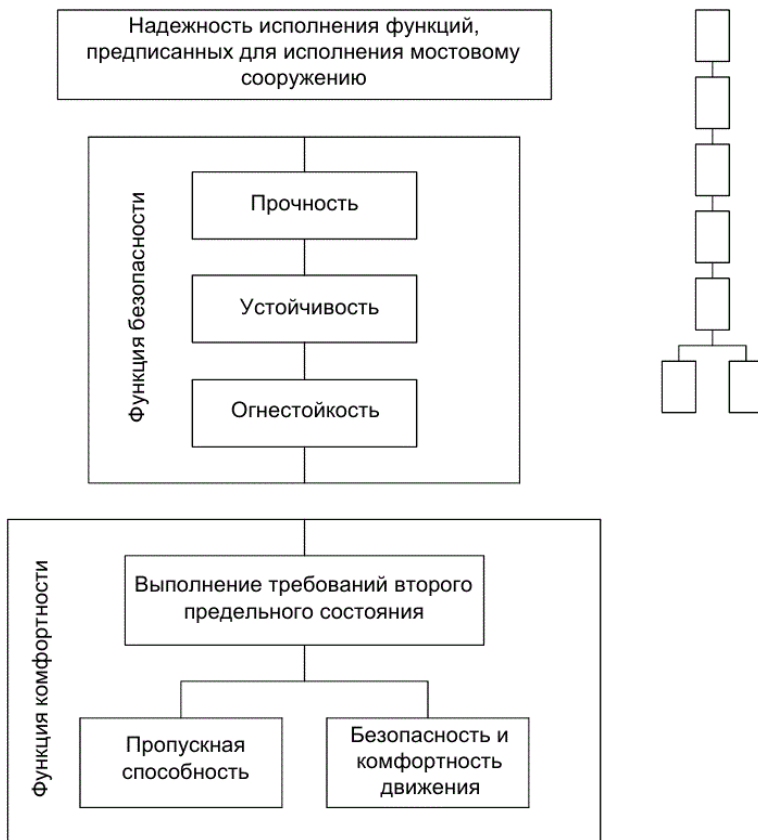 Надежность исполнения функций,
предписанных для исполнения мостовому
сооружению
Функция безопасности
Прочность
Устойчивость
Огнестойкость
Функция комфортности
Выполнение требований второго
предельного состояния
Пропускная
способность
Безопасность и
комфортность
движения